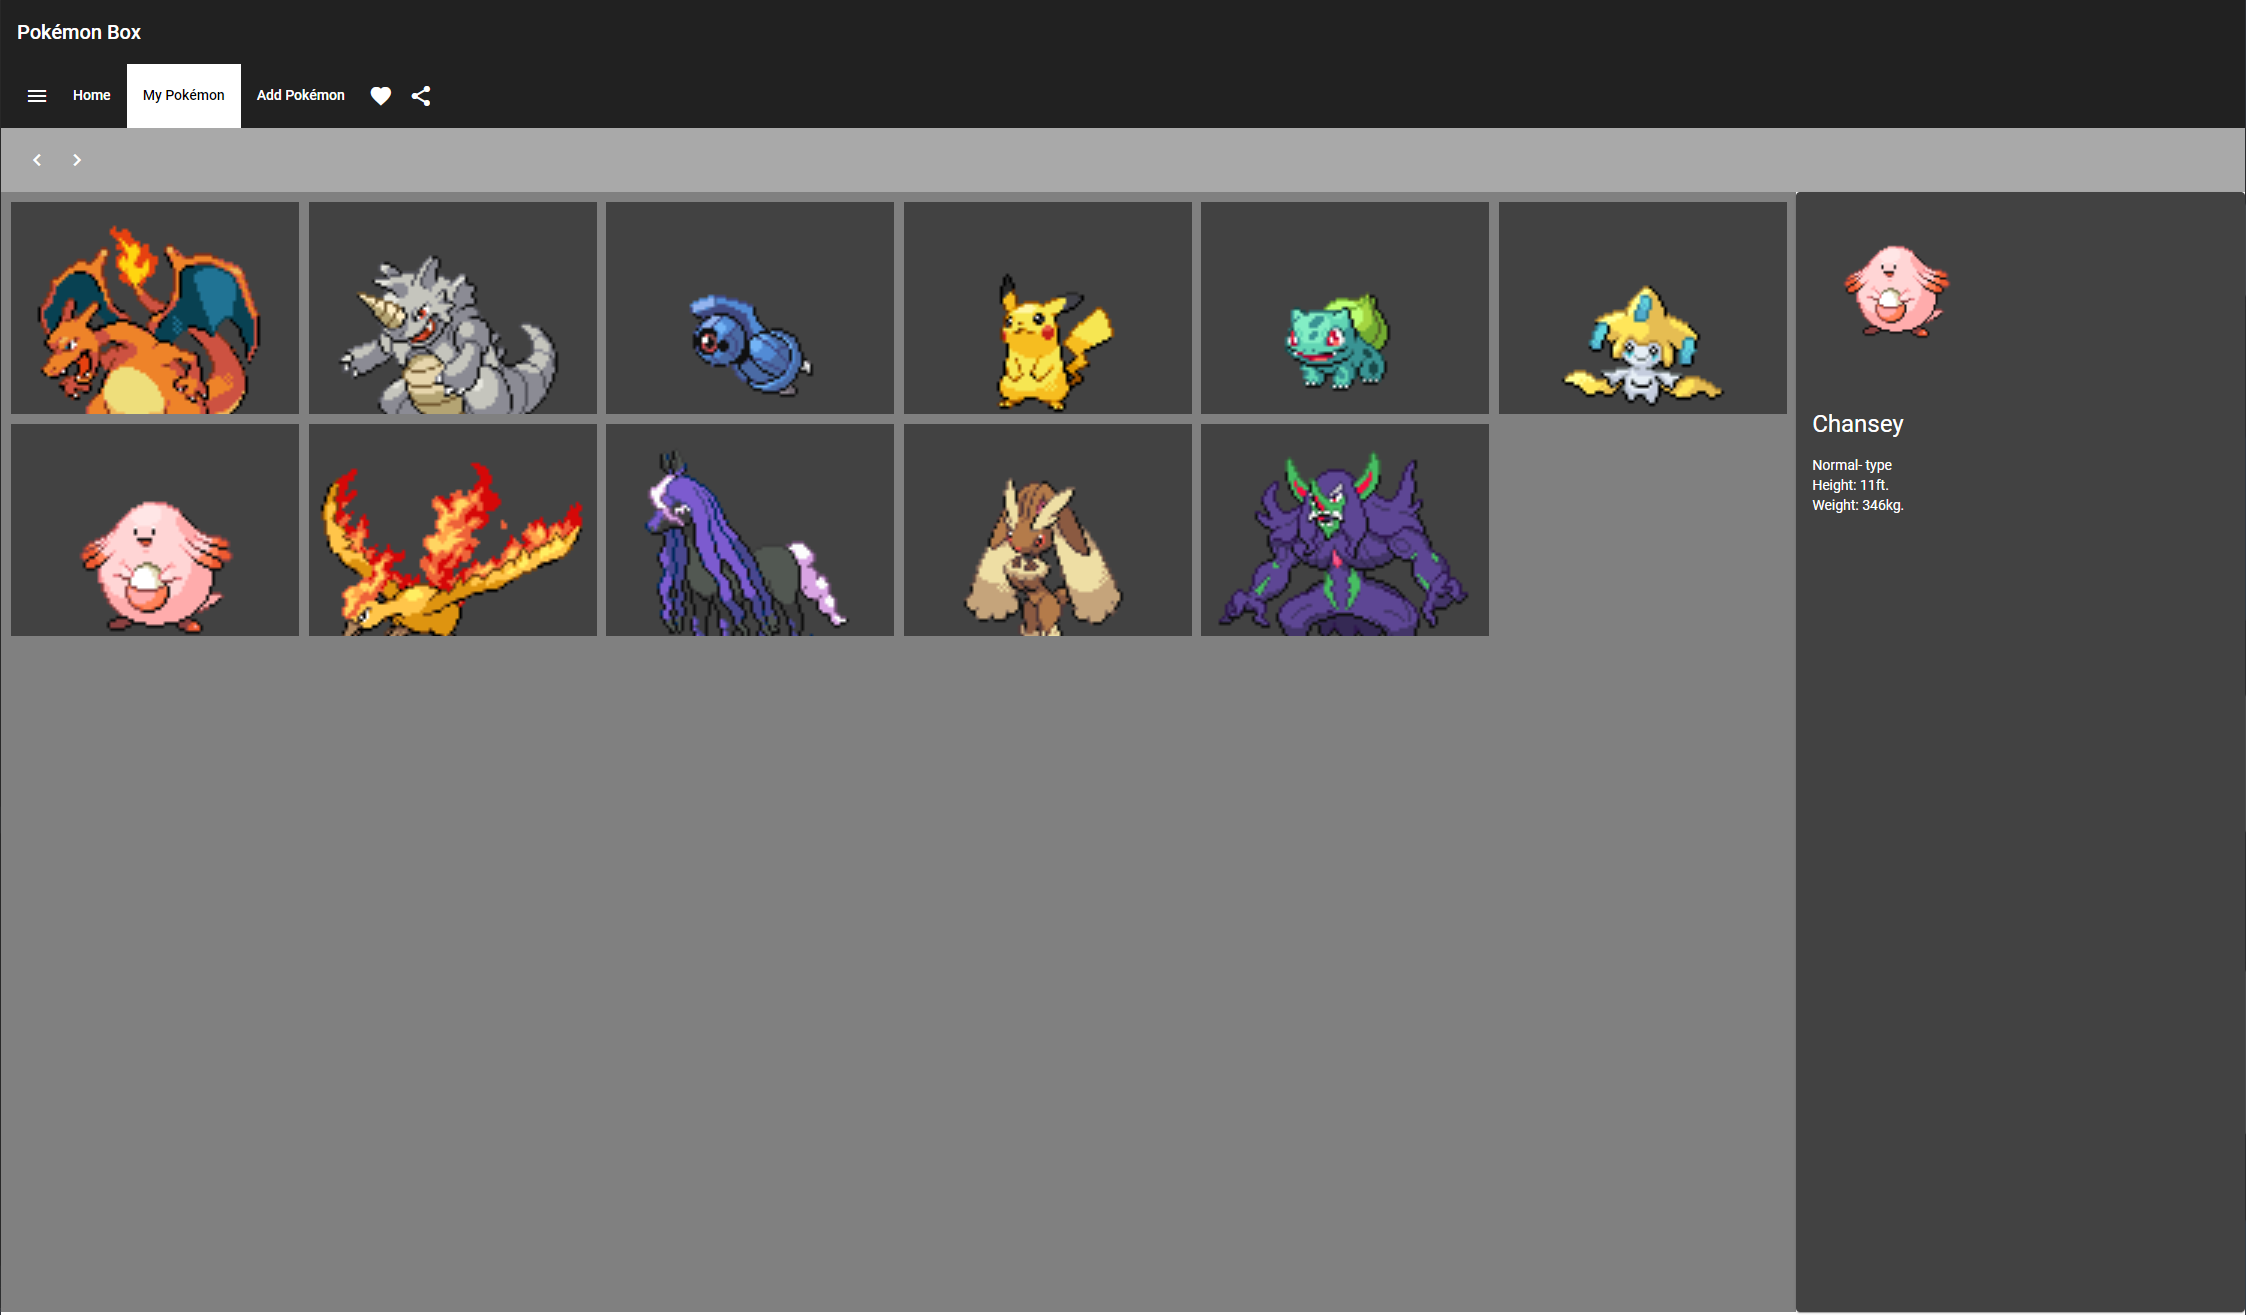 Pokémon Box
Home
My Pokémon
Add Pokémon
Chansey
Normal- type
Height: 11ft.
Weight: 346kg.